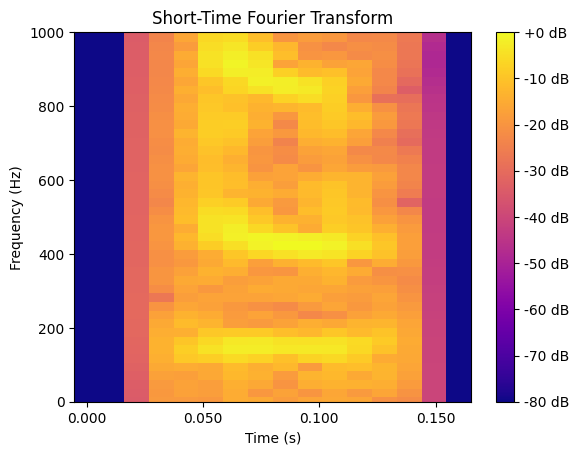 Short-Time Fourier Transform
1000
800
600
400
200
0
Frequency (Hz)
0.000
0.050
0.100
0.150
Time (s)
+0 dB
-10 dB
-20 dB
-30 dB
-40 dB
-50 dB
-60 dB
-70 dB
-80 dB